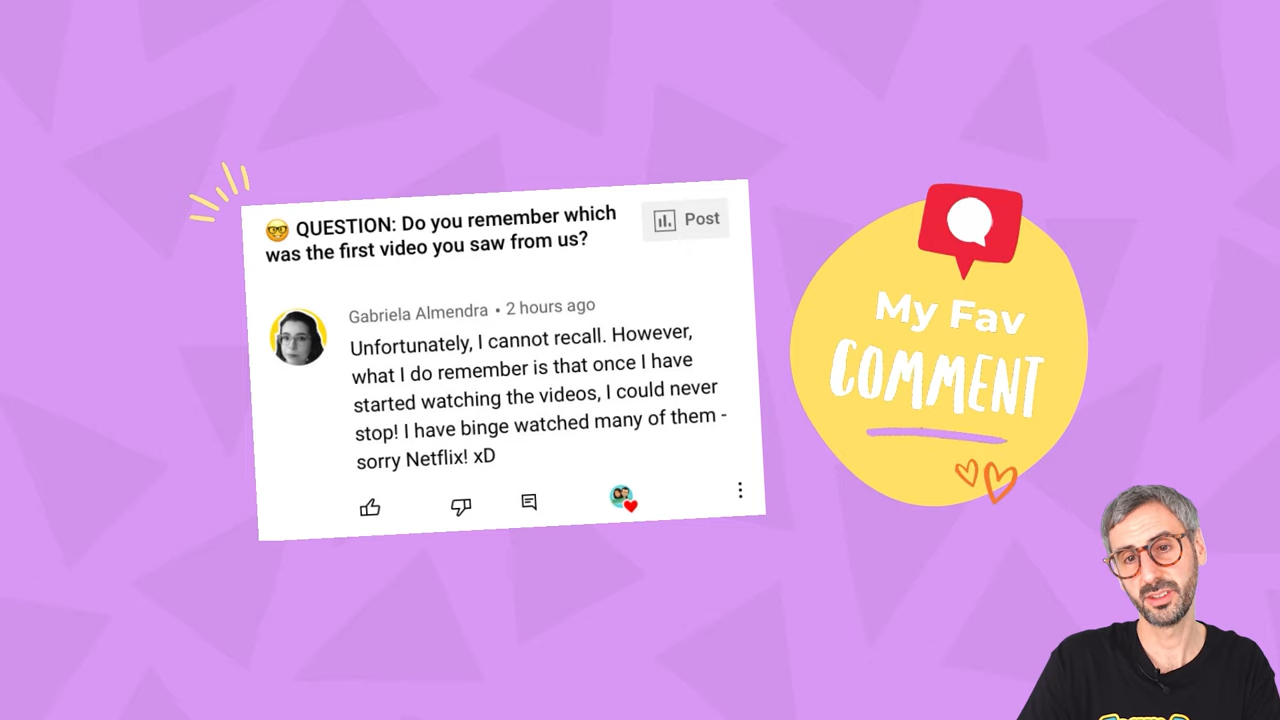 🤓 QUESTION: Do you remember which
was the first video you saw from us?
Post
Gabriela Almendra • 2 hours ago
Unfortunately, I cannot recall. However,
what I do remember is that once I have
started watching the videos, I could never
stop! I have binge watched many of them -
sorry Netflix! xD
My Fav
COMMENT